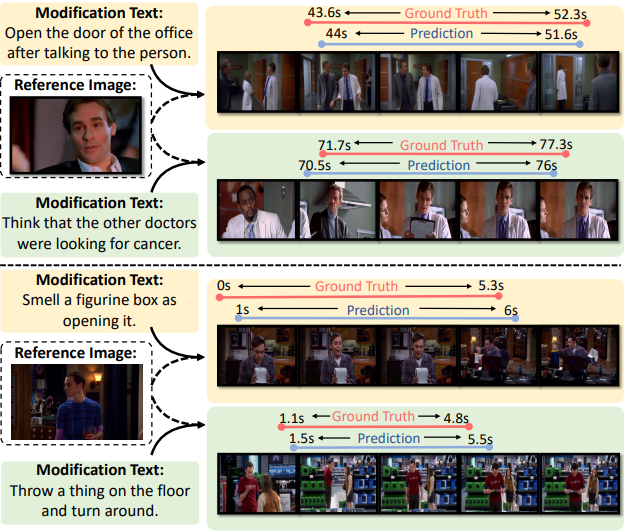 Modification Text:
Open the door of the office
after talking to the person.
Reference Image:
Modification Text:
Think that the other doctors
were looking for cancer.
43.6s Ground Truth 52.3s
44s Prediction 51.6s
71.7s Ground Truth 77.3s
70.5s Prediction 76s
Modification Text:
Smell a figurine box as
opening it.
Reference Image:
Modification Text:
Throw a thing on the floor
and turn around.
0s Ground Truth 5.3s
1s Prediction 6s
1.1s Ground Truth 4.8s
1.5s Prediction 5.5s